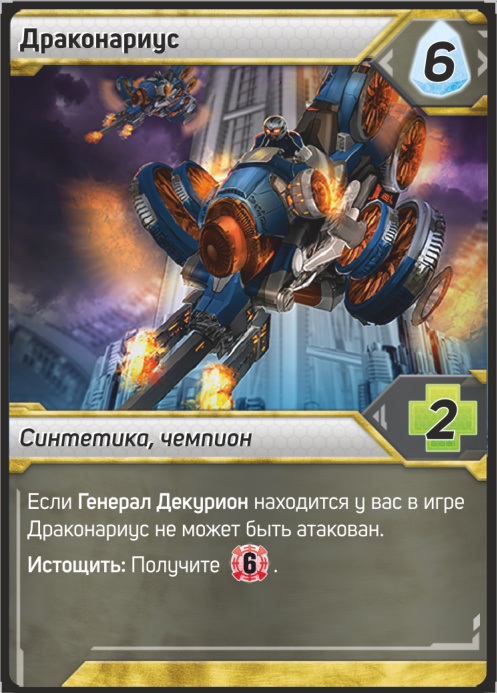 Драконариус
6
2
Синтетика, чемпион
Если Генерал Декурион находится у вас в игре
Драконариус не может быть атакован.
Истощить: Получите 6 .